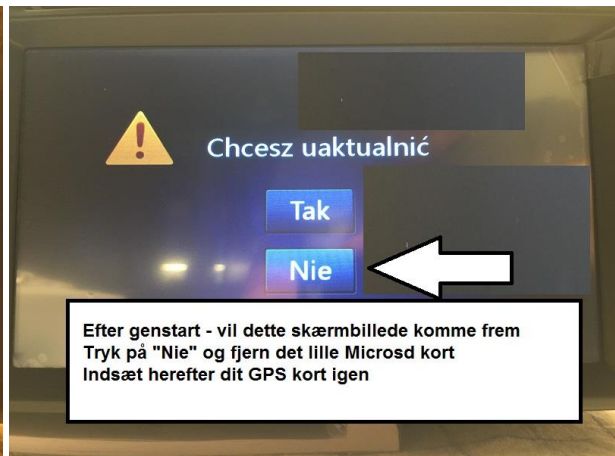 Chcesz uaktualnić
Tak
Nie
Efter genstart - vil dette skærmbillede komme frem
Tryk på "Nie" og fjern det lille Microsd kort
Indsæt herefter dit GPS kort igen